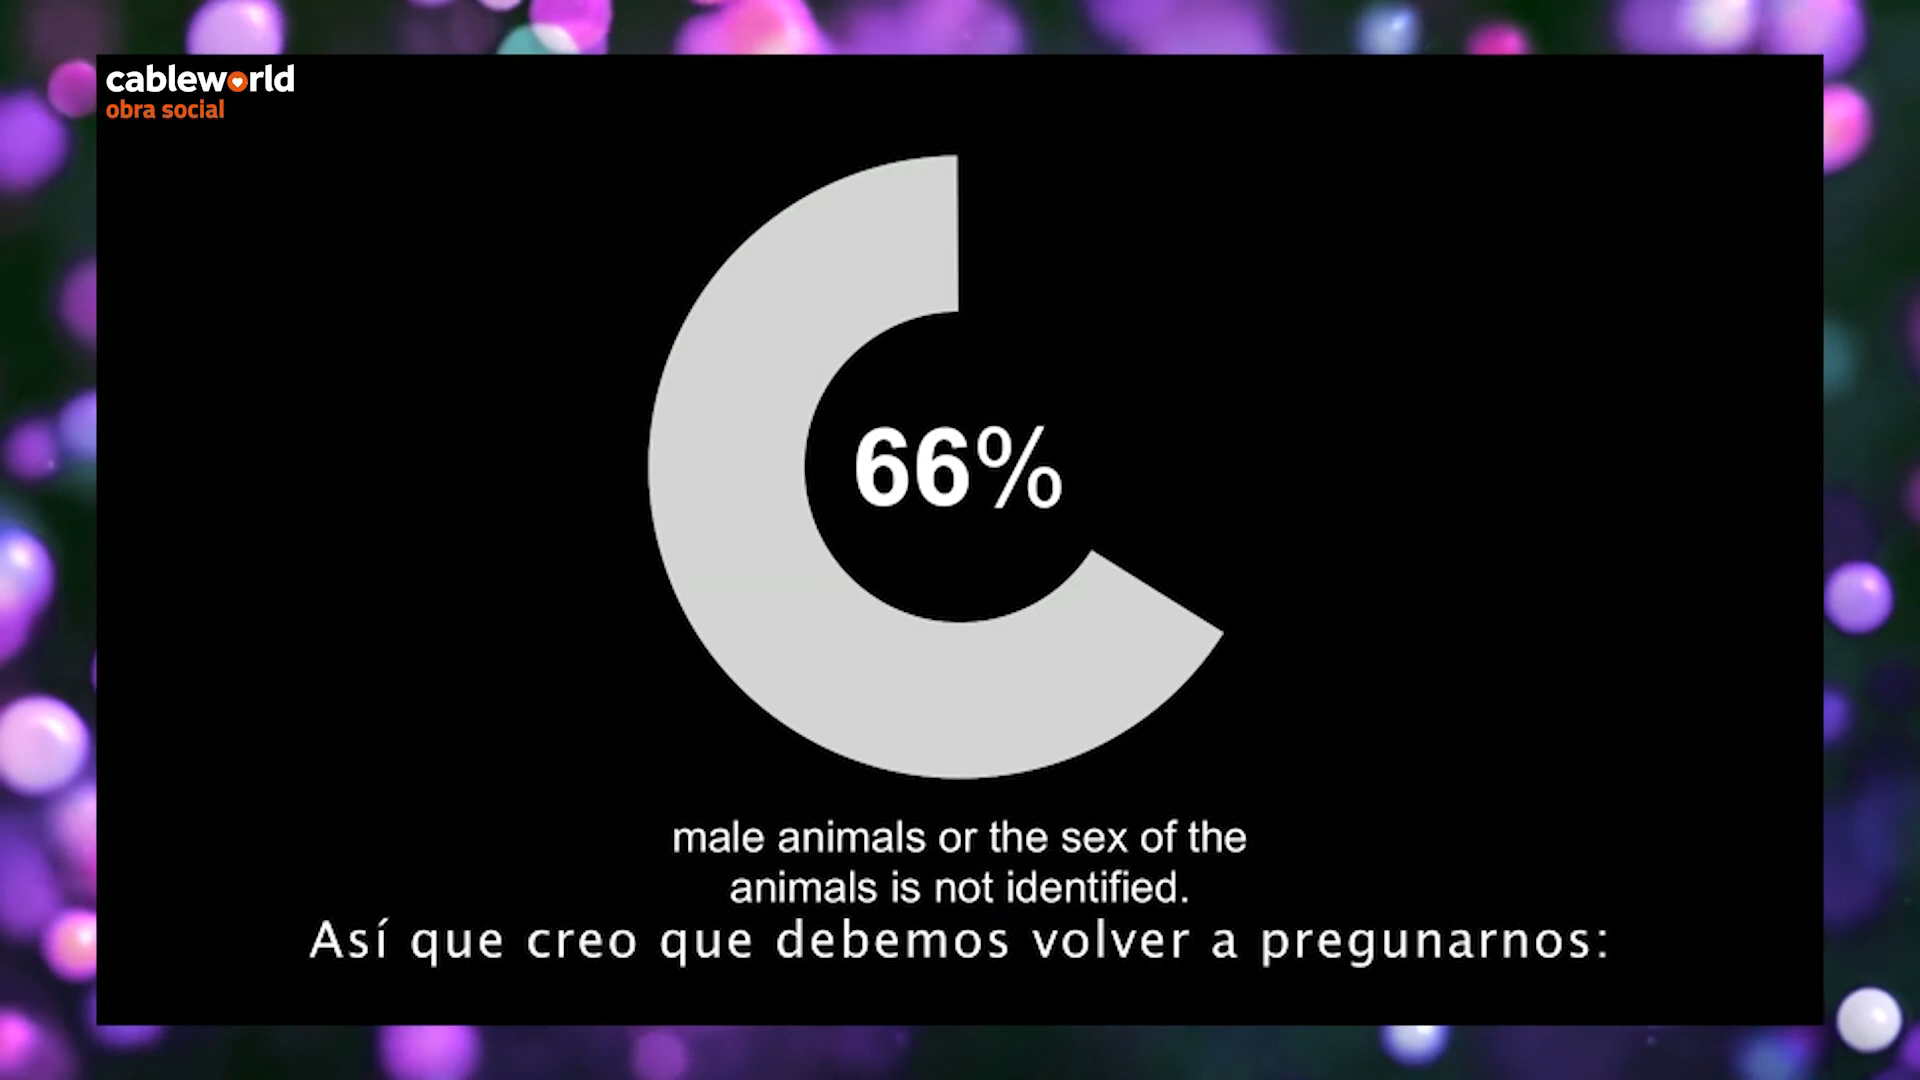 cableworld
obra social
66%
male animals or the sex of the
animals is not identified.
Así que creo que debemos volver a pregunarnos: